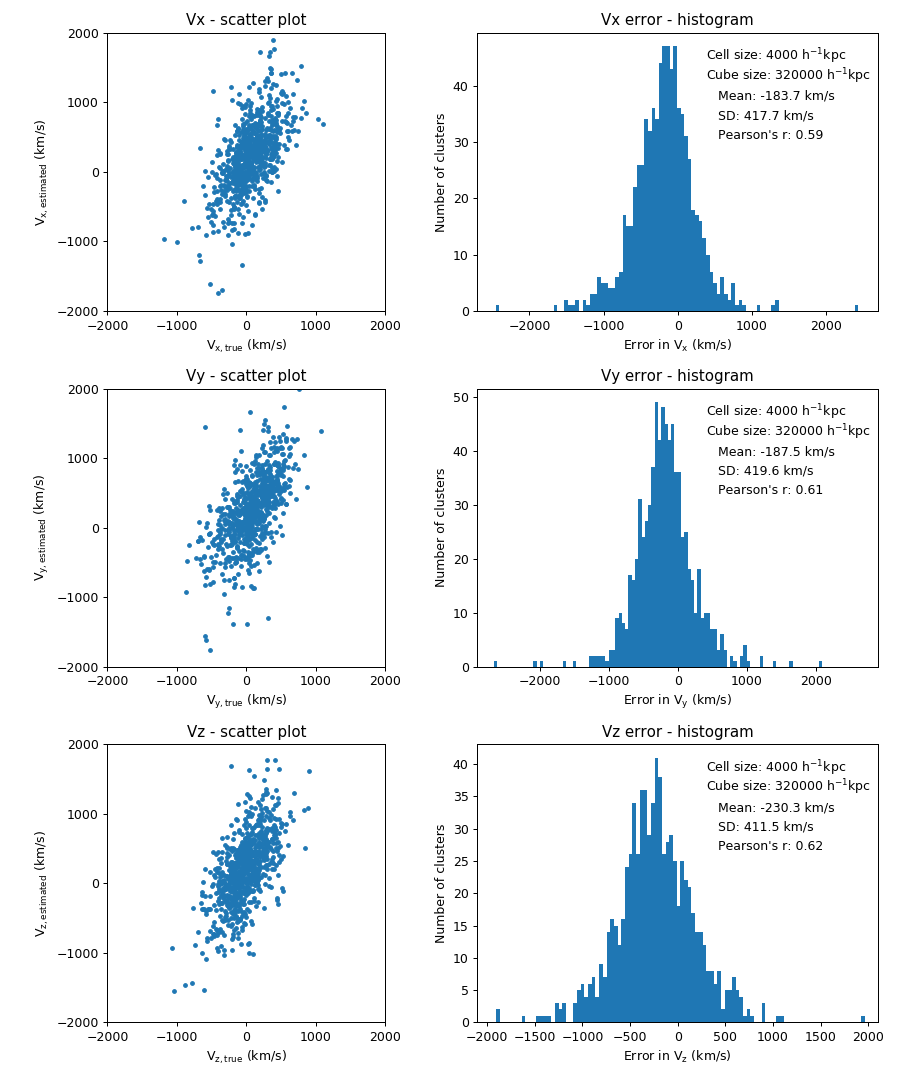 Vx - scatter plot
2000
1000
0
−1000
−2000
V_x, estimated (km/s)
−2000 −1000 0 1000 2000
V_x, true (km/s)
Vx error - histogram
Cell size: 4000 h⁻¹kpc
Cube size: 320000 h⁻¹kpc
Mean: -183.7 km/s
SD: 417.7 km/s
Pearson's r: 0.59
40
30
20
10
0
Number of clusters
−2000 −1000 0 1000 2000
Error in V_x (km/s)
Vy - scatter plot
2000
1000
0
−1000
−2000
V_y, estimated (km/s)
−2000 −1000 0 1000 2000
V_y, true (km/s)
Vy error - histogram
Cell size: 4000 h⁻¹kpc
Cube size: 320000 h⁻¹kpc
Mean: -187.5 km/s
SD: 419.6 km/s
Pearson's r: 0.61
50
40
30
20
10
0
Number of clusters
−2000 −1000 0 1000 2000
Error in V_y (km/s)
Vz - scatter plot
2000
1000
0
−1000
−2000
V_z, estimated (km/s)
−2000 −1000 0 1000 2000
V_z, true (km/s)
Vz error - histogram
Cell size: 4000 h⁻¹kpc
Cube size: 320000 h⁻¹kpc
Mean: -230.3 km/s
SD: 411.5 km/s
Pearson's r: 0.62
40
35
30
25
20
15
10
5
0
Number of clusters
−2000 −1500 −1000 −500 0 500 1000 1500 2000
Error in V_z (km/s)